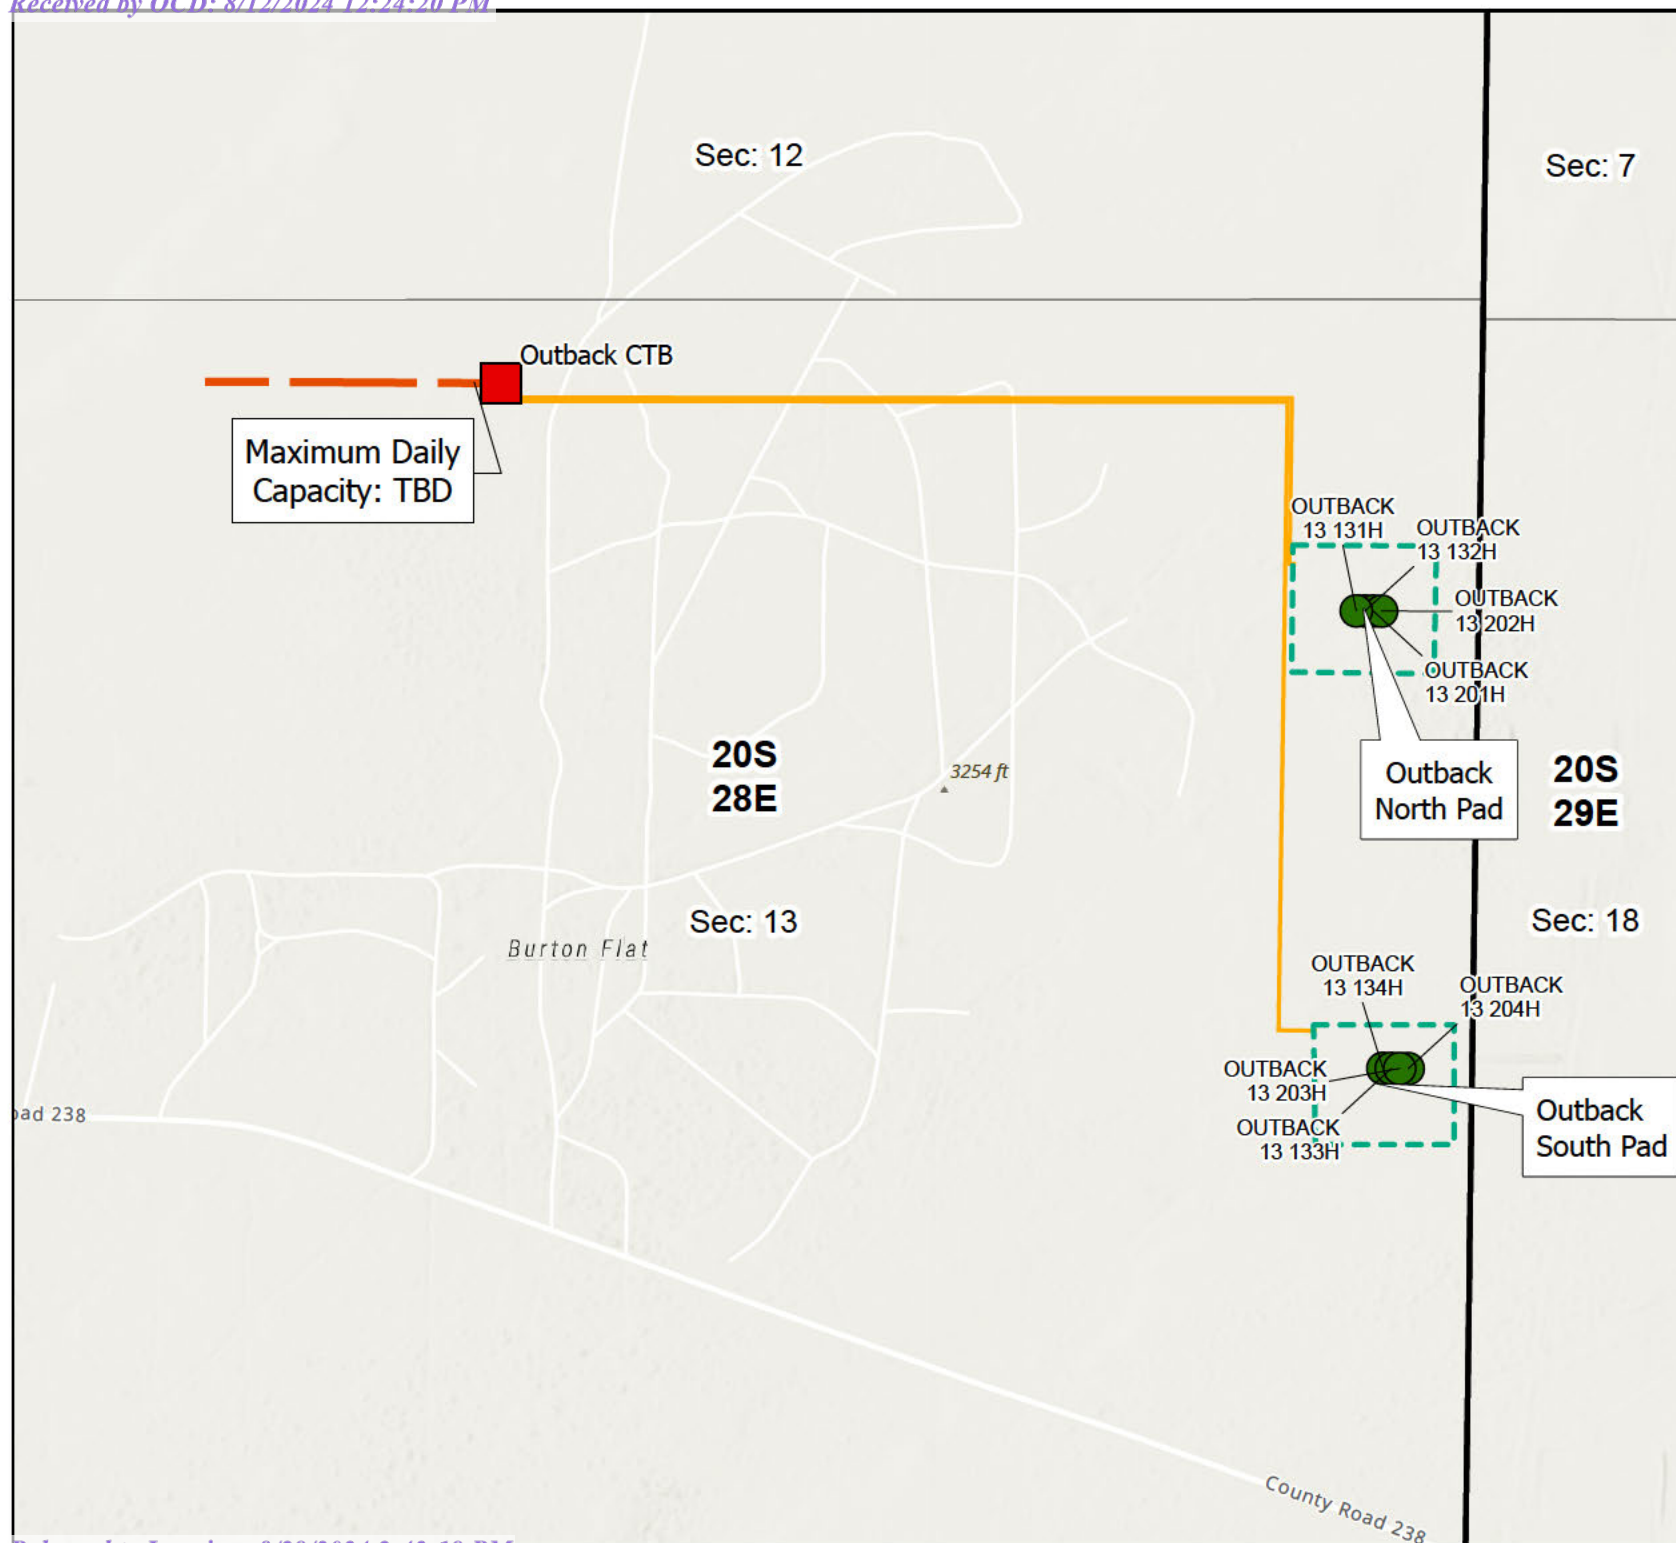 Received by OCD: 8/12/2024 12:24:20 PM
Sec: 12
Sec: 7
Outback CTB
Maximum Daily
Capacity: TBD
OUTBACK
13 131H
OUTBACK
13 132H
OUTBACK
13 202H
OUTBACK
13 201H
20S
28E
3254 ft
Outback
North Pad
20S
29E
Sec: 13
Sec: 18
Burton Flat
OUTBACK
13 134H
OUTBACK
13 204H
OUTBACK
13 203H
OUTBACK
13 133H
Outback
South Pad
oad 238
County Road 238